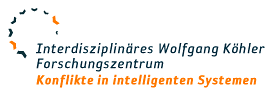 Interdisziplinäres Wolfgang Köhler
Forschungszentrum
Konflikte in intelligenten Systemen